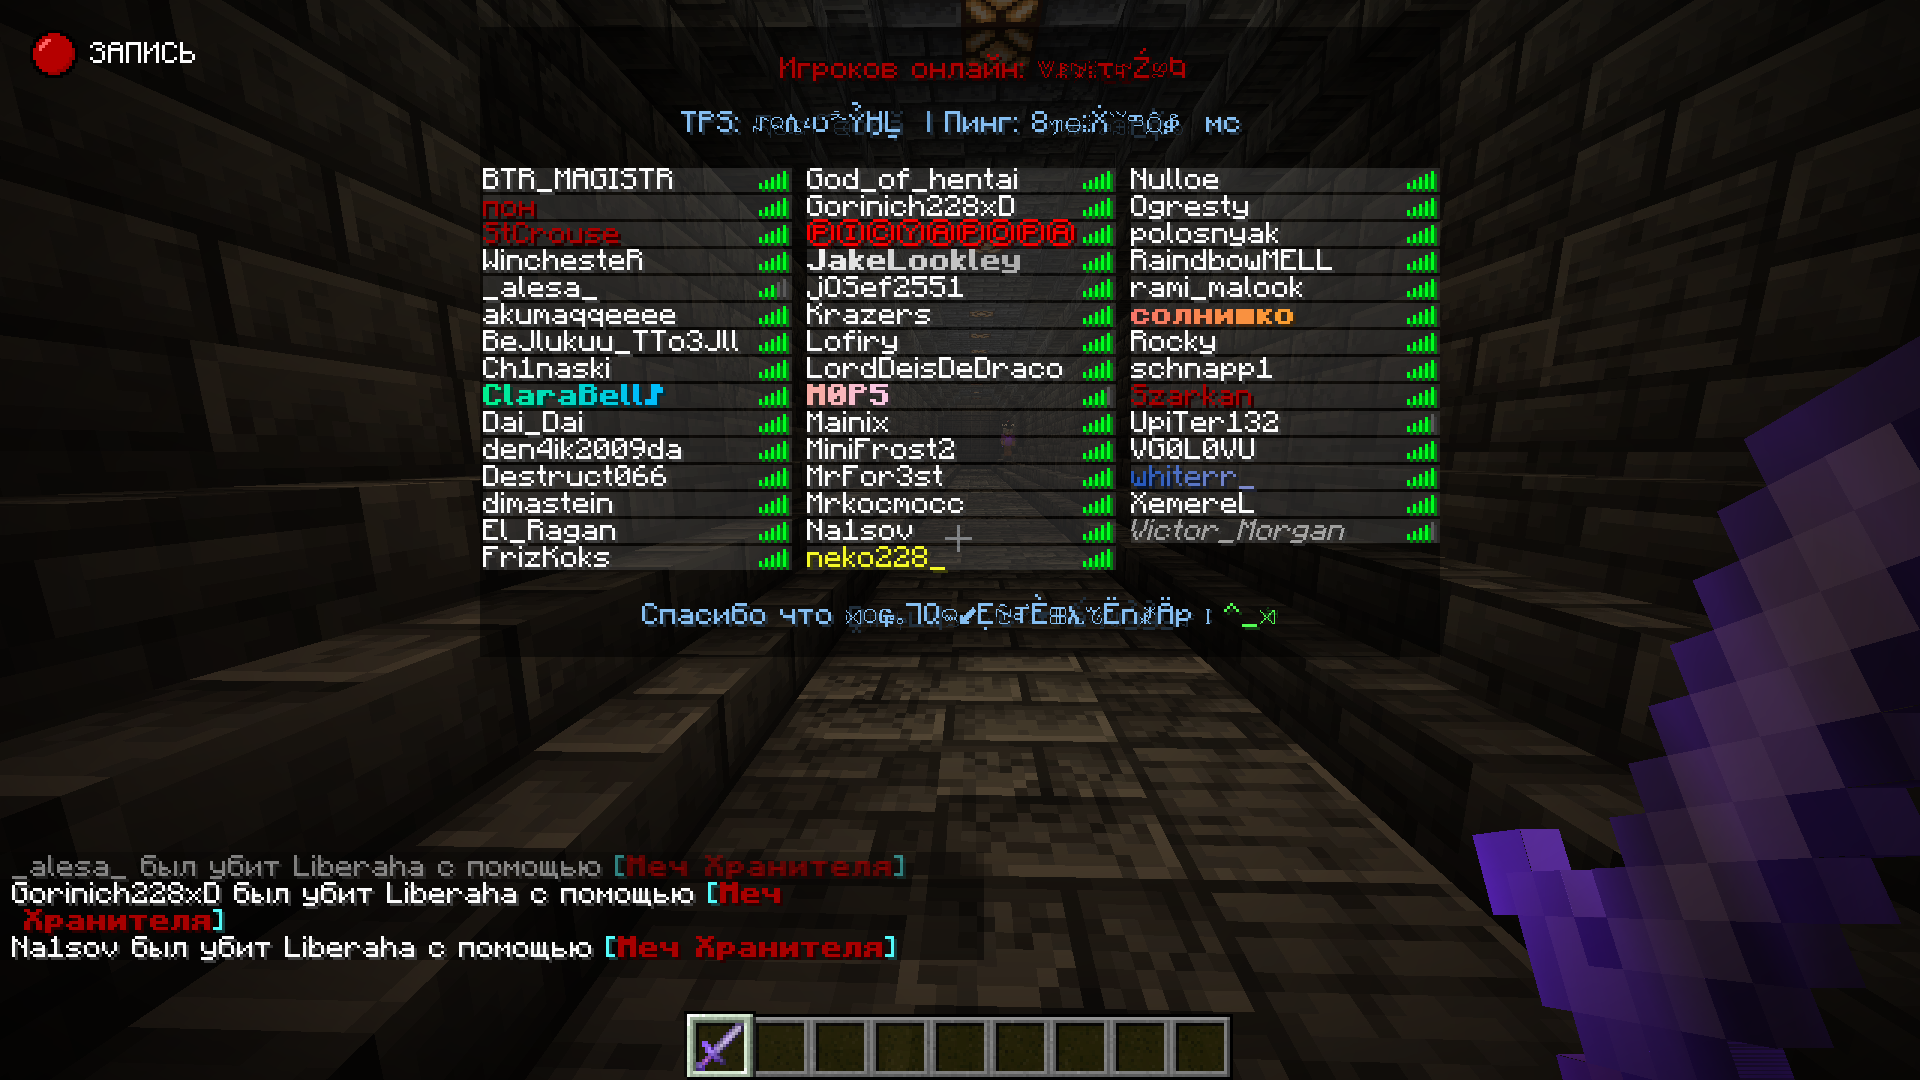 ЗАПИСЬ
Игроков онлайн:
TPS: | Пинг: мс
BTR_MAGISTR God_of_hentai Nulloe
пон Gorinich228xD Ogresty
StCrouse ⓅⒾⒸⓎⒶⓅⓄⓅⒶ polosnyak
WinchesteR JakeLookley RaindbowMELL
_alesa_ jOSef2551 rami_malook
akumaqqeeee Krazers солнишко
BeJlukuu_TTo3Jll Lofiry Rocky
Ch1naski LordDeisDeDraco schnapp1
ClaraBell♪ M0P5 Szarkan
Dai_Dai Mainix UpiTer132
den4ik2009da MiniFrost2 VG0L0VU
Destruct066 MrFor3st whiterr_
dimastein Mrkocmocc XemereL
El_Ragan Na1sov Victor_Morgan
FrizKoks neko228_
Спасибо что
_alesa_ был убит Liberaha с помощью [Меч Хранителя]
Gorinich228xD был убит Liberaha с помощью [Меч
Хранителя]
Na1sov был убит Liberaha с помощью [Меч Хранителя]